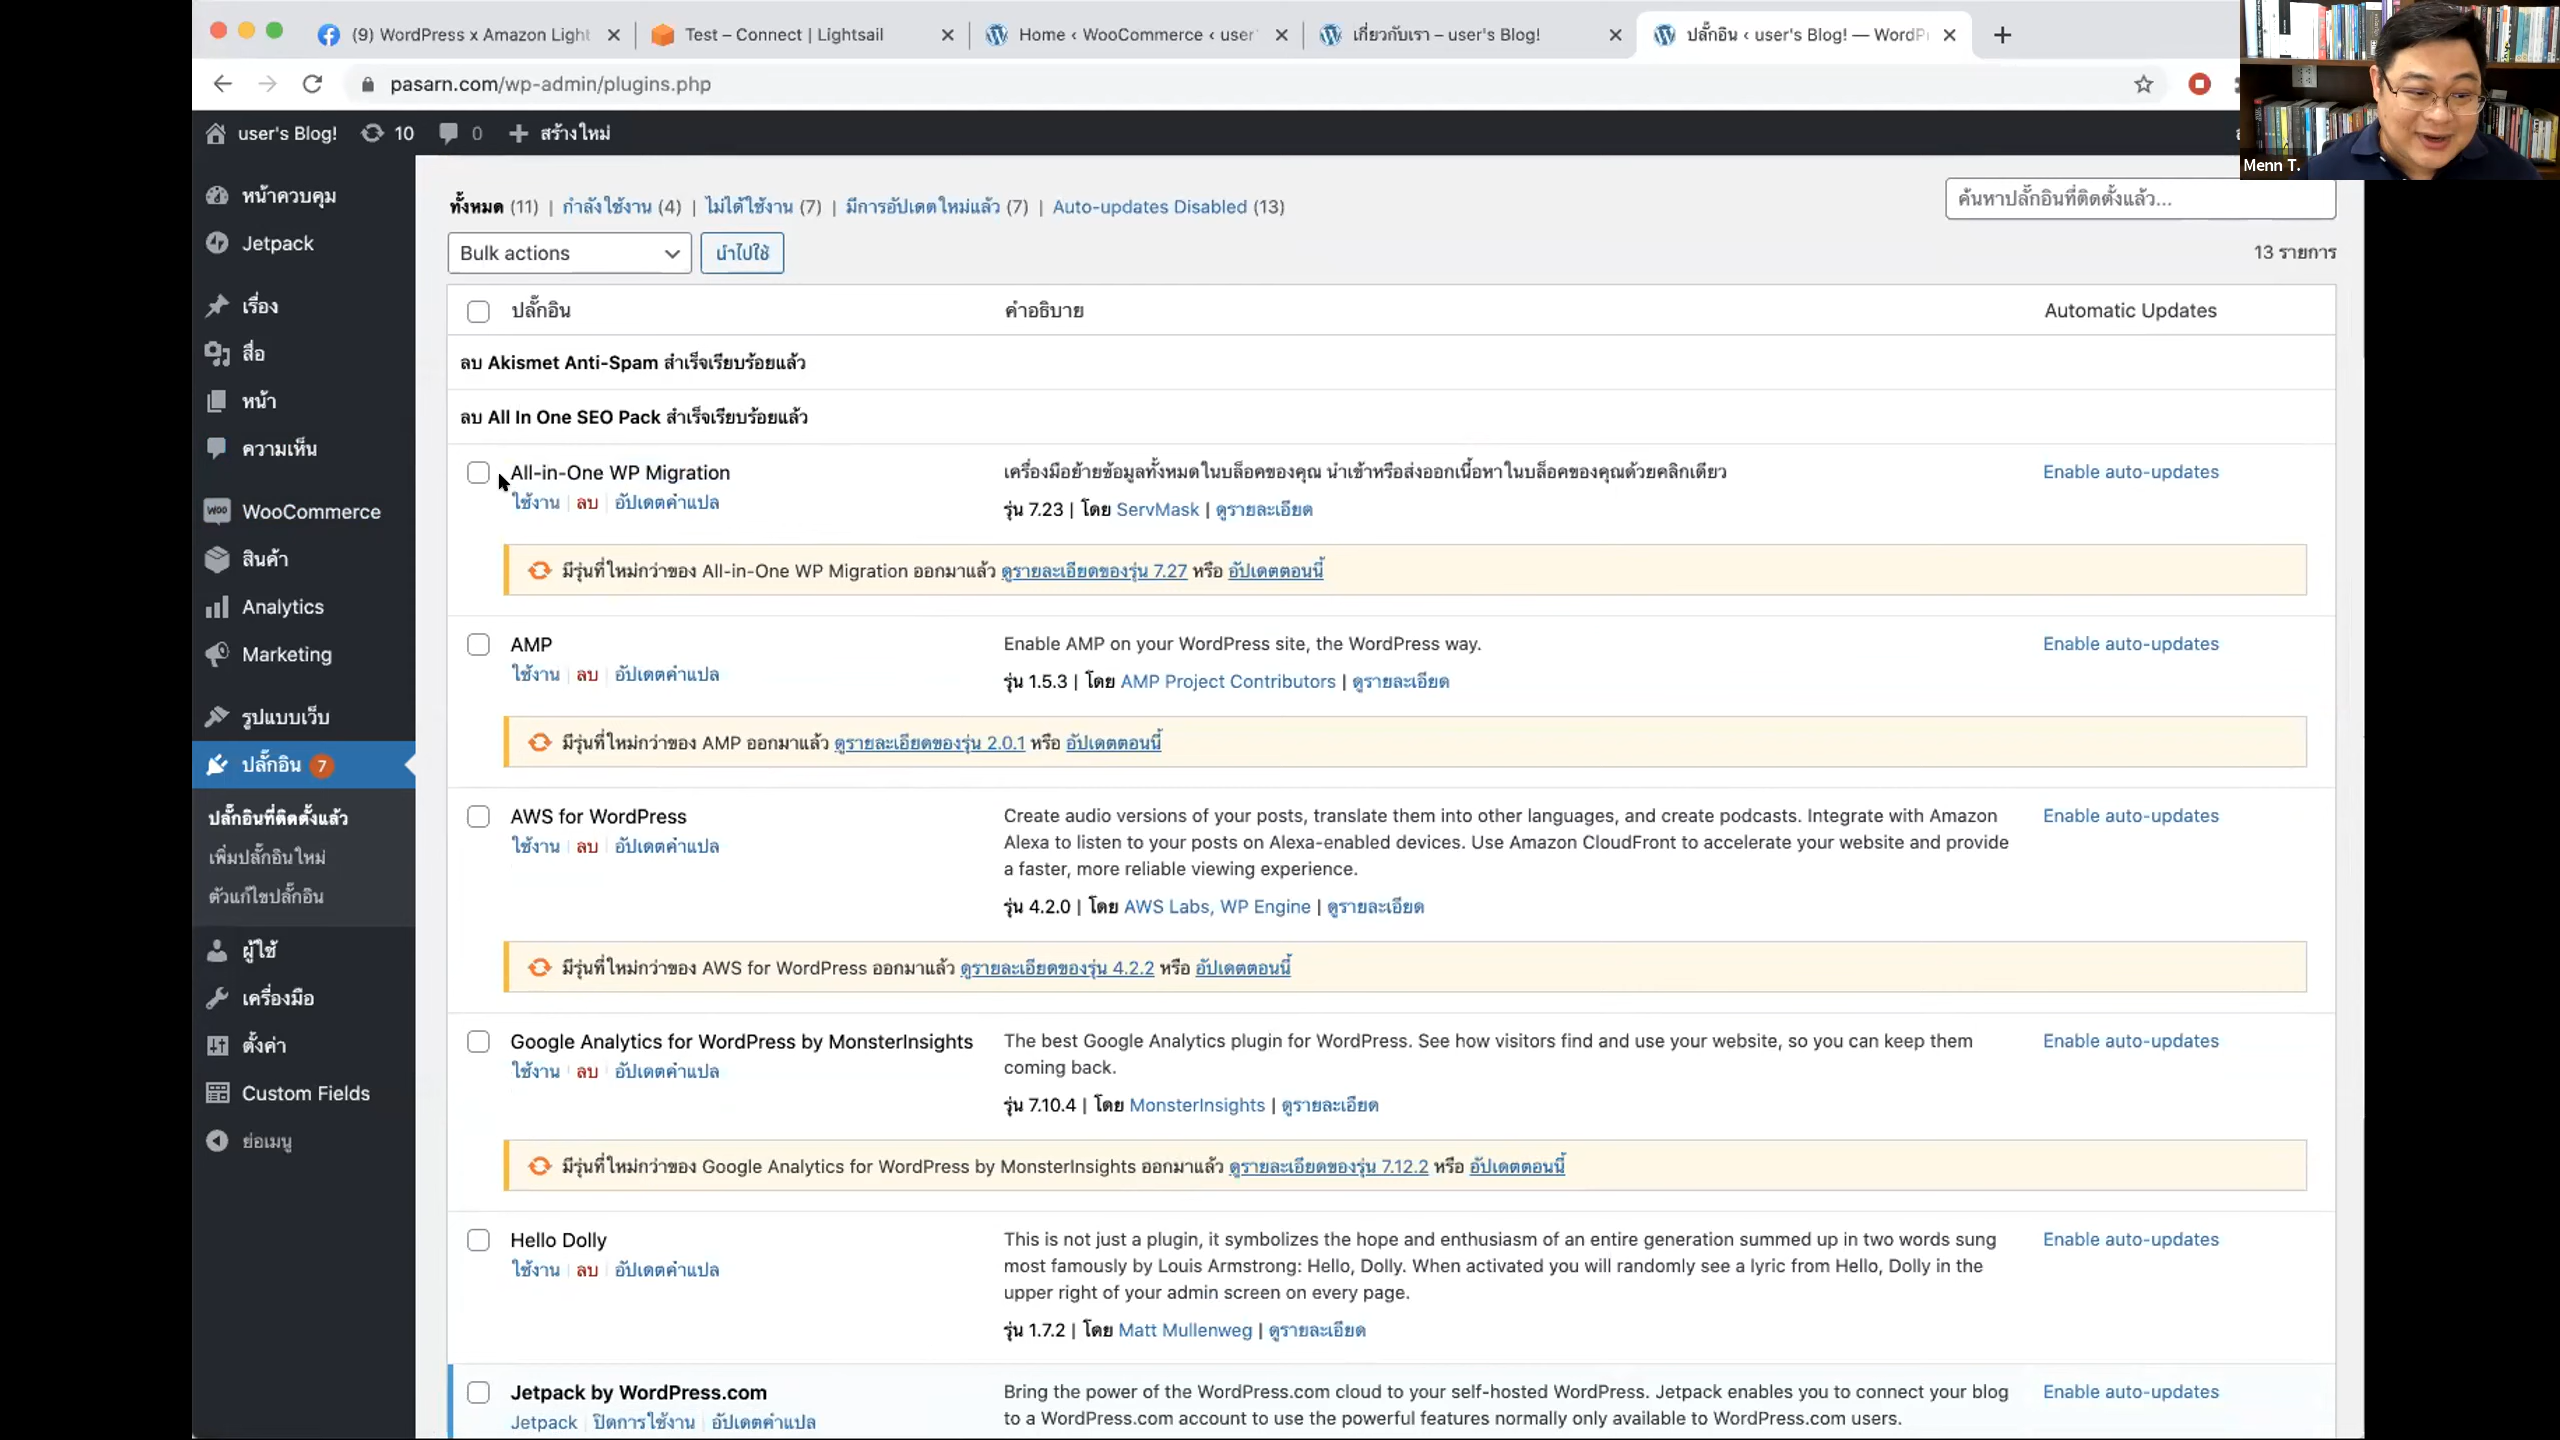 (9) WordPress x Amazon Light
Test – Connect | Lightsail
Home ‹ WooCommerce ‹ user'
เกี่ยวกับเรา – user's Blog!
ปลั๊กอิน ‹ user's Blog! — WordPr
pasarn.com/wp-admin/plugins.php
Menn T.
user's Blog!
10
0
สร้างใหม่
หน้าควบคุม
Jetpack
เรื่อง
สื่อ
หน้า
ความเห็น
WooCommerce
สินค้า
Analytics
Marketing
รูปแบบเว็บ
ปลั๊กอิน 7
ปลั๊กอินที่ติดตั้งแล้ว
เพิ่มปลั๊กอินใหม่
ตัวแก้ไขปลั๊กอิน
ผู้ใช้
เครื่องมือ
ตั้งค่า
Custom Fields
ย่อเมนู
ทั้งหมด (11) | กำลังใช้งาน (4) | ไม่ได้ใช้งาน (7) | มีการอัปเดตใหม่แล้ว (7) | Auto-updates Disabled (13)
ค้นหาปลั๊กอินที่ติดตั้งแล้ว...
Bulk actions
นำไปใช้
13 รายการ
ปลั๊กอิน
คำอธิบาย
Automatic Updates
ลบ Akismet Anti-Spam สำเร็จเรียบร้อยแล้ว
ลบ All In One SEO Pack สำเร็จเรียบร้อยแล้ว
All-in-One WP Migration
ใช้งาน | ลบ | อัปเดตคำแปล
เครื่องมือย้ายข้อมูลทั้งหมดในบล็อคของคุณ นำเข้าหรือส่งออกเนื้อหาในบล็อคของคุณด้วยคลิกเดียว
รุ่น 7.23 | โดย ServMask | ดูรายละเอียด
Enable auto-updates
มีรุ่นที่ใหม่กว่าของ All-in-One WP Migration ออกมาแล้ว ดูรายละเอียดของรุ่น 7.27 หรือ อัปเดตตอนนี้
AMP
ใช้งาน | ลบ | อัปเดตคำแปล
Enable AMP on your WordPress site, the WordPress way.
รุ่น 1.5.3 | โดย AMP Project Contributors | ดูรายละเอียด
Enable auto-updates
มีรุ่นที่ใหม่กว่าของ AMP ออกมาแล้ว ดูรายละเอียดของรุ่น 2.0.1 หรือ อัปเดตตอนนี้
AWS for WordPress
ใช้งาน | ลบ | อัปเดตคำแปล
Create audio versions of your posts, translate them into other languages, and create podcasts. Integrate with Amazon
Alexa to listen to your posts on Alexa-enabled devices. Use Amazon CloudFront to accelerate your website and provide
a faster, more reliable viewing experience.
รุ่น 4.2.0 | โดย AWS Labs, WP Engine | ดูรายละเอียด
Enable auto-updates
มีรุ่นที่ใหม่กว่าของ AWS for WordPress ออกมาแล้ว ดูรายละเอียดของรุ่น 4.2.2 หรือ อัปเดตตอนนี้
Google Analytics for WordPress by MonsterInsights
ใช้งาน | ลบ | อัปเดตคำแปล
The best Google Analytics plugin for WordPress. See how visitors find and use your website, so you can keep them
coming back.
รุ่น 7.10.4 | โดย MonsterInsights | ดูรายละเอียด
Enable auto-updates
มีรุ่นที่ใหม่กว่าของ Google Analytics for WordPress by MonsterInsights ออกมาแล้ว ดูรายละเอียดของรุ่น 7.12.2 หรือ อัปเดตตอนนี้
Hello Dolly
ใช้งาน | ลบ | อัปเดตคำแปล
This is not just a plugin, it symbolizes the hope and enthusiasm of an entire generation summed up in two words sung
most famously by Louis Armstrong: Hello, Dolly. When activated you will randomly see a lyric from Hello, Dolly in the
upper right of your admin screen on every page.
รุ่น 1.7.2 | โดย Matt Mullenweg | ดูรายละเอียด
Enable auto-updates
Jetpack by WordPress.com
Jetpack | ปิดการใช้งาน | อัปเดตคำแปล
Bring the power of the WordPress.com cloud to your self-hosted WordPress. Jetpack enables you to connect your blog
to a WordPress.com account to use the powerful features normally only available to WordPress.com users.
Enable auto-updates